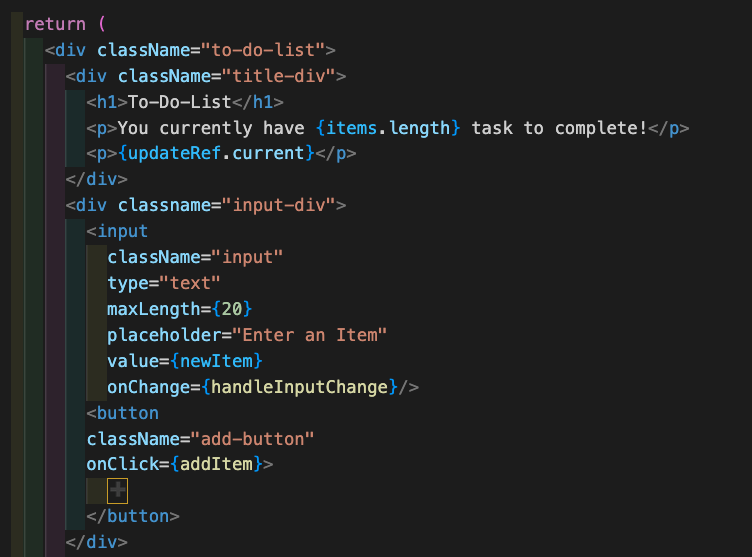 return (
<div className="to-do-list">
<div className="title-div">
<h1>To-Do-List</h1>
<p>You currently have {items.length} task to complete!</p>
<p>{updateRef.current}</p>
</div>
<div classname="input-div">
<input
className="input"
type="text"
maxLength={20}
placeholder="Enter an Item"
value={newItem}
onChange={handleInputChange}/>
<button
className="add-button"
onClick={addItem}>
➕
</button>
</div>